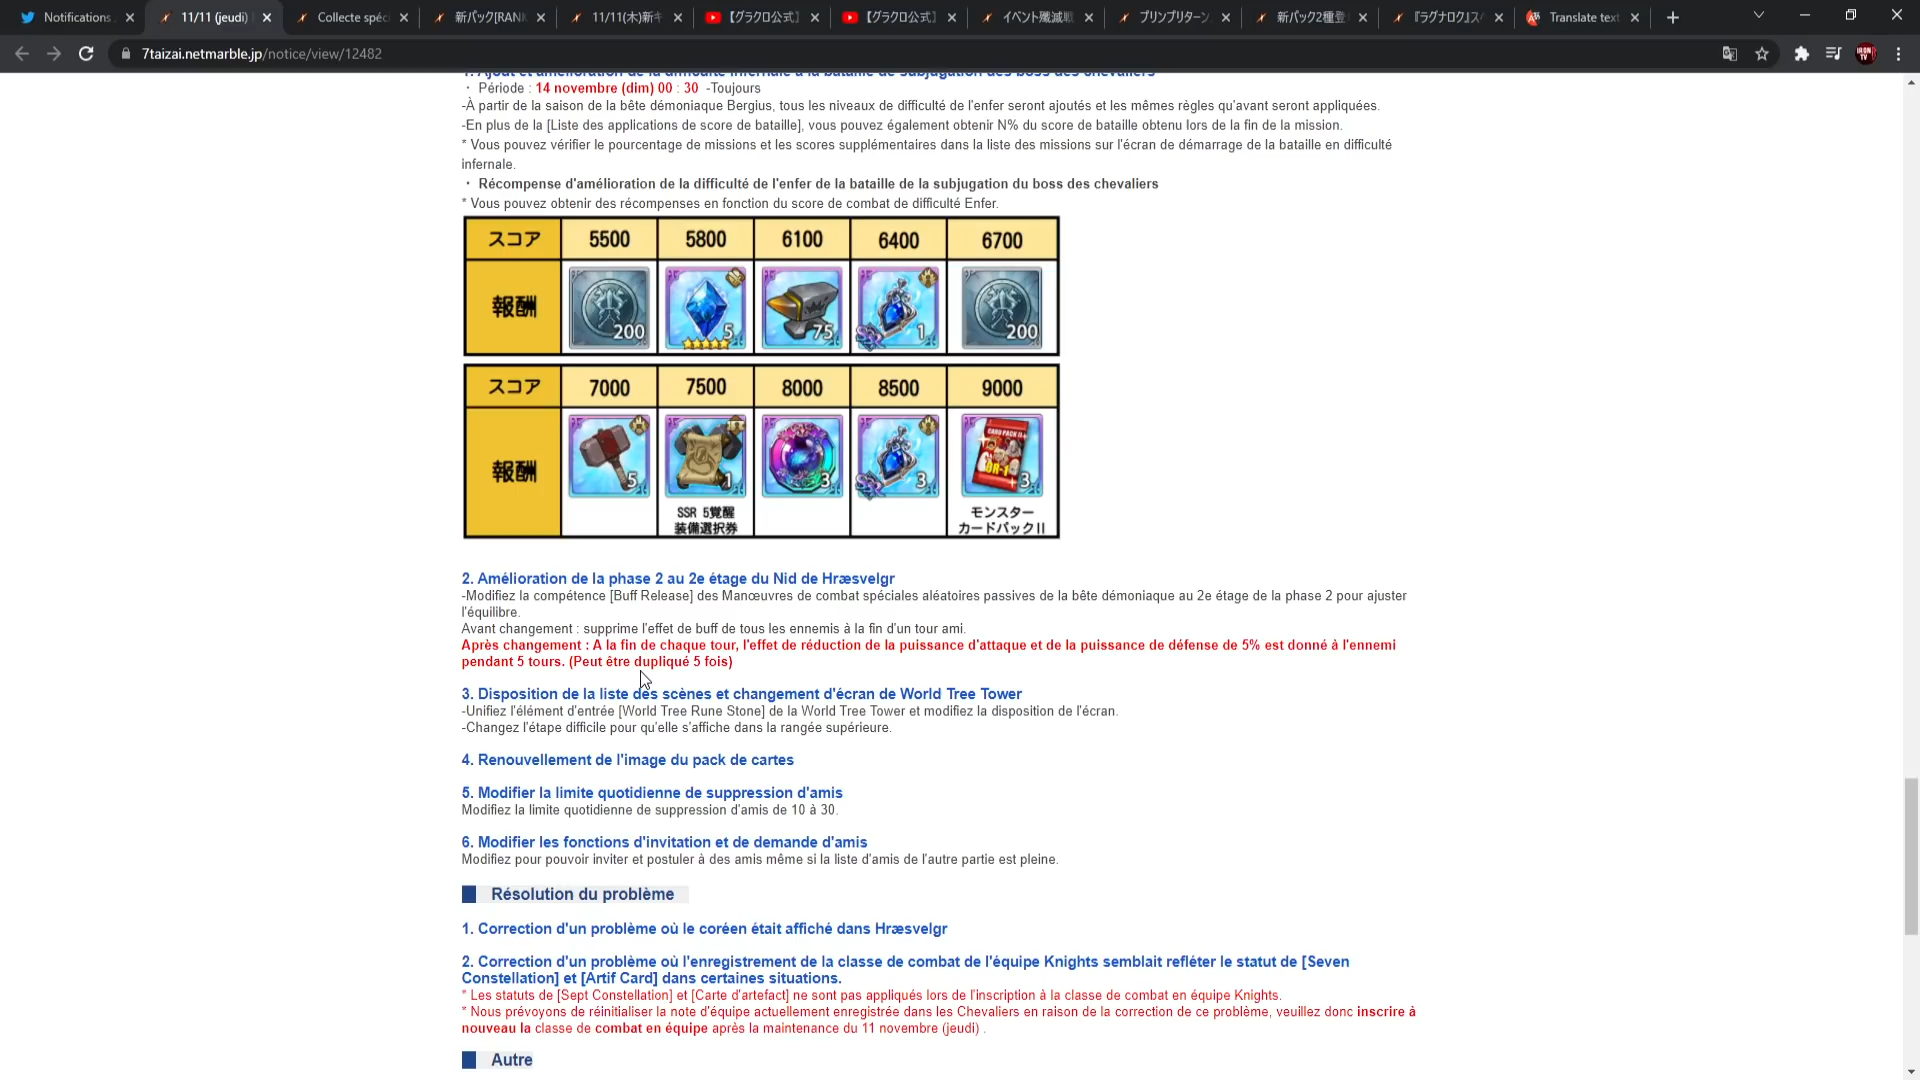 Notifications
11/11 (jeudi)
Collecte spéc
新パック[RANK
11/11(木)新キ
【グラクロ公式】
【グラクロ公式】
イベント殲滅戦
プリンプリターン
新パック2種登
『ラグナロク』ス
Translate text
7taizai.netmarble.jp/notice/view/12482
1. Ajout et amélioration de la difficulté infernale à la bataille de subjugation des boss des chevaliers
・ Période : 14 novembre (dim) 00 : 30 -Toujours
-À partir de la saison de la bête démoniaque Bergius, tous les niveaux de difficulté de l'enfer seront ajoutés et les mêmes règles qu'avant seront appliquées.
-En plus de la [Liste des applications de score de bataille], vous pouvez également obtenir N% du score de bataille obtenu lors de la fin de la mission.
* Vous pouvez vérifier le pourcentage de missions et les scores supplémentaires dans la liste des missions sur l'écran de démarrage de la bataille en difficulté
infernale.
・ Récompense d'amélioration de la difficulté de l'enfer de la bataille de la subjugation du boss des chevaliers
* Vous pouvez obtenir des récompenses en fonction du score de combat de difficulté Enfer.
スコア 5500 5800 6100 6400 6700
報酬 200 5 75 1 200
スコア 7000 7500 8000 8500 9000
報酬 5 1 3 3 CARD PACK II 3
SSR 5覚醒 モンスター
装備選択券 カードパックII
2. Amélioration de la phase 2 au 2e étage du Nid de Hræsvelgr
-Modifiez la compétence [Buff Release] des Manœuvres de combat spéciales aléatoires passives de la bête démoniaque au 2e étage de la phase 2 pour ajuster
l'équilibre.
Avant changement : supprime l'effet de buff de tous les ennemis à la fin d'un tour ami.
Après changement : A la fin de chaque tour, l'effet de réduction de la puissance d'attaque et de la puissance de défense de 5% est donné à l'ennemi
pendant 5 tours. (Peut être dupliqué 5 fois)
3. Disposition de la liste des scènes et changement d'écran de World Tree Tower
-Unifiez l'élément d'entrée [World Tree Rune Stone] de la World Tree Tower et modifiez la disposition de l'écran.
-Changez l'étape difficile pour qu'elle s'affiche dans la rangée supérieure.
4. Renouvellement de l'image du pack de cartes
5. Modifier la limite quotidienne de suppression d'amis
Modifiez la limite quotidienne de suppression d'amis de 10 à 30.
6. Modifier les fonctions d'invitation et de demande d'amis
Modifiez pour pouvoir inviter et postuler à des amis même si la liste d'amis de l'autre partie est pleine.
Résolution du problème
1. Correction d'un problème où le coréen était affiché dans Hræsvelgr
2. Correction d'un problème où l'enregistrement de la classe de combat de l'équipe Knights semblait refléter le statut de [Seven
Constellation] et [Artif Card] dans certaines situations.
* Les statuts de [Sept Constellation] et [Carte d'artefact] ne sont pas appliqués lors de l'inscription à la classe de combat en équipe Knights.
* Nous prévoyons de réinitialiser la note d'équipe actuellement enregistrée dans les Chevaliers en raison de la correction de ce problème, veuillez donc inscrire à
nouveau la classe de combat en équipe après la maintenance du 11 novembre (jeudi) .
Autre